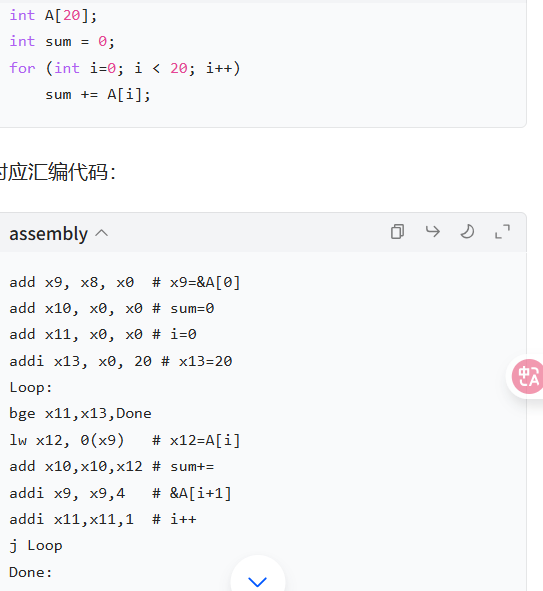 int A[20];
int sum = 0;
for (int i=0; i < 20; i++)
    sum += A[i];
对应汇编代码：
assembly
add x9, x8, x0  # x9=&A[0]
add x10, x0, x0 # sum=0
add x11, x0, x0 # i=0
addi x13, x0, 20 # x13=20
Loop:
bge x11,x13,Done
lw x12, 0(x9)   # x12=A[i]
add x10,x10,x12 # sum+=
addi x9, x9,4   # &A[i+1]
addi x11,x11,1  # i++
j Loop
Done:
中A